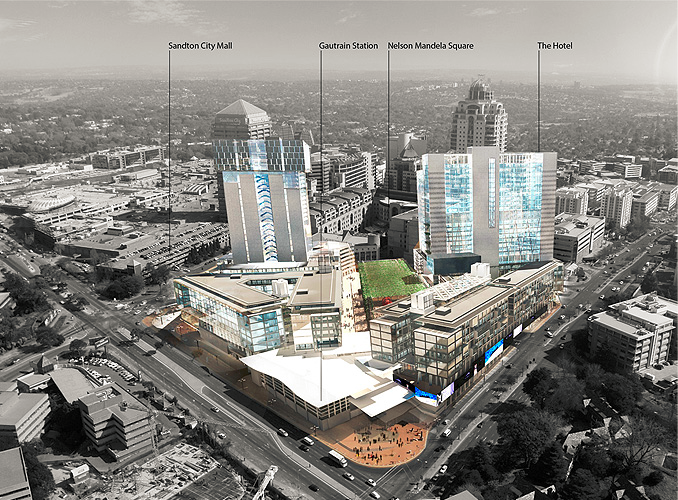 Sandton City Mall
Gautrain Station
Nelson Mandela Square
The Hotel